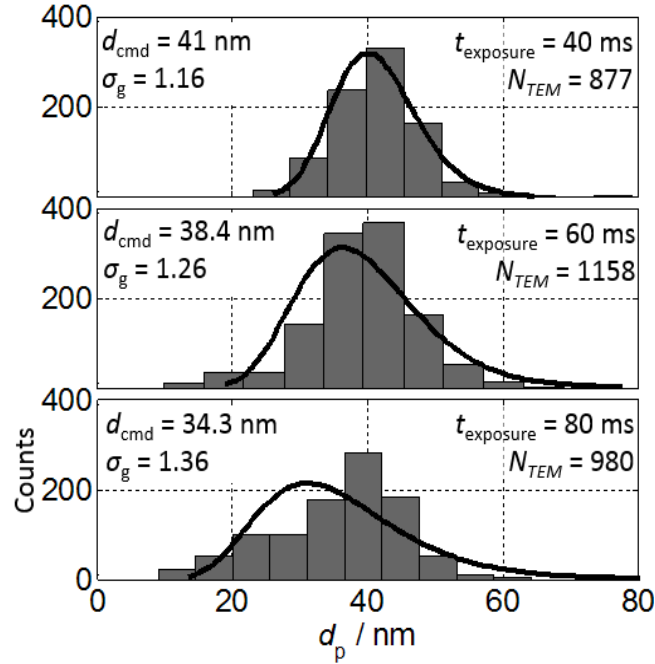 400
200
d_cmd = 41 nm
σ_g = 1.16
t_exposure = 40 ms
N_TEM = 877
400
200
d_cmd = 38.4 nm
σ_g = 1.26
t_exposure = 60 ms
N_TEM = 1158
400
200
0
d_cmd = 34.3 nm
σ_g = 1.36
t_exposure = 80 ms
N_TEM = 980
Counts
0 20 40 60 80
d_p / nm